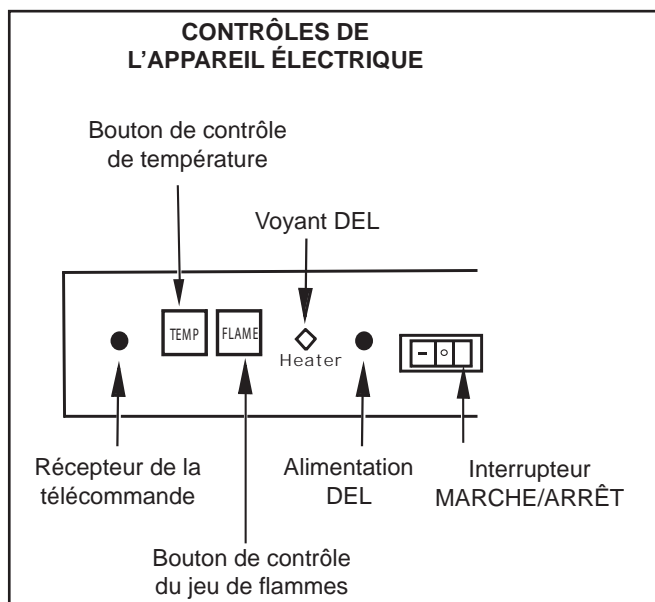 CONTRÔLES DE
L'APPAREIL ÉLECTRIQUE
Bouton de contrôle
de température
Voyant DEL
TEMP
FLAME
Heater
Récepteur de la
télécommande
Alimentation
DEL
Interrupteur
MARCHE/ARRÊT
Bouton de contrôle
du jeu de flammes